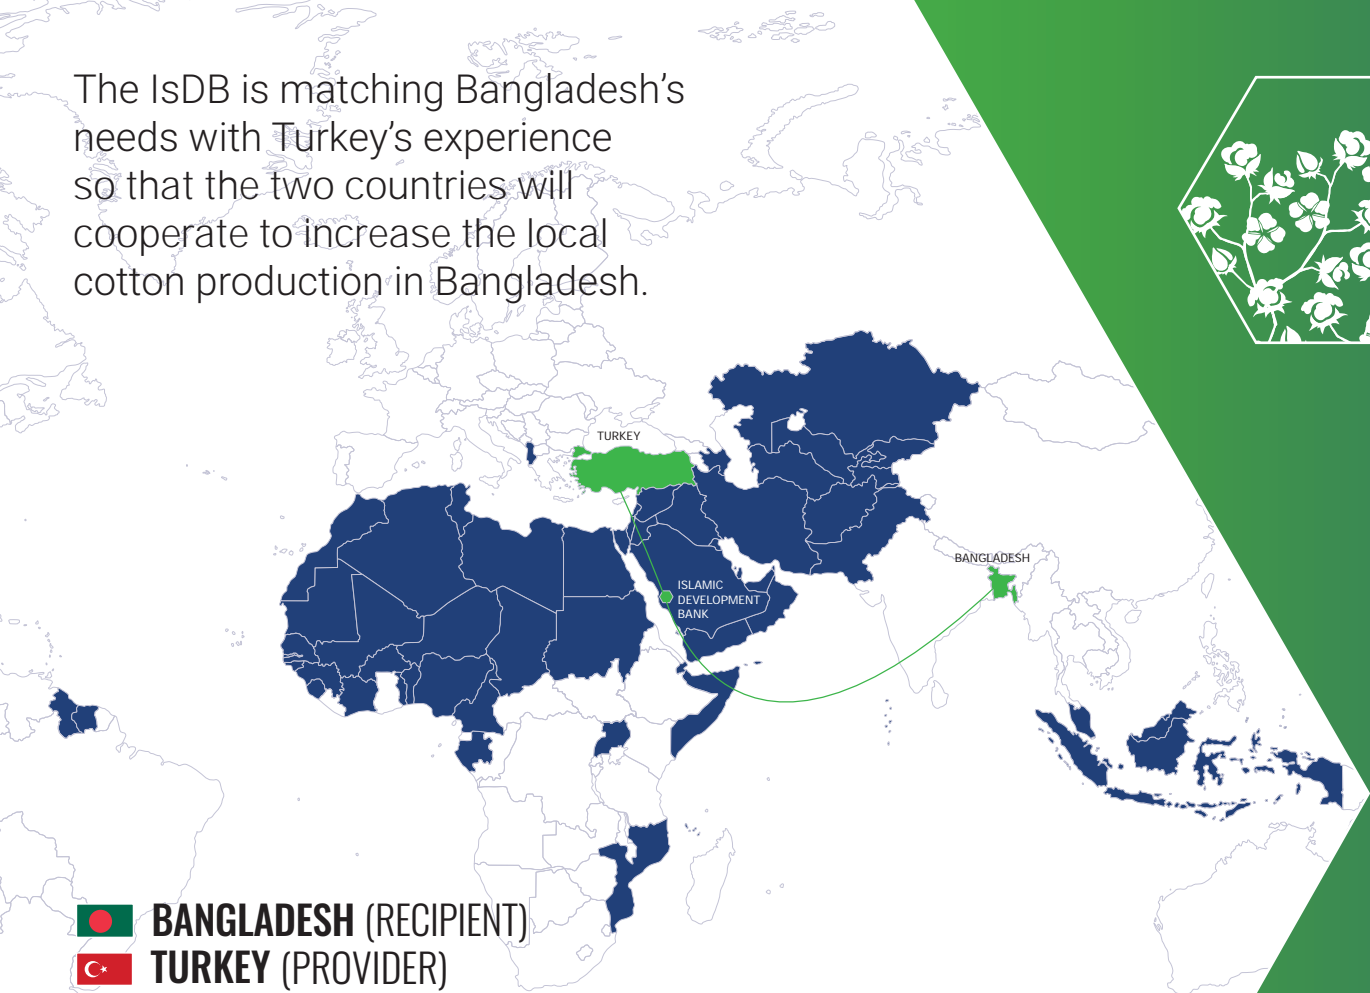 The IsDB is matching Bangladesh's
needs with Turkey's experience
so that the two countries will
cooperate to increase the local
cotton production in Bangladesh.
TURKEY
BANGLADESH
ISLAMIC
DEVELOPMENT
BANK
BANGLADESH (RECIPIENT)
TURKEY (PROVIDER)